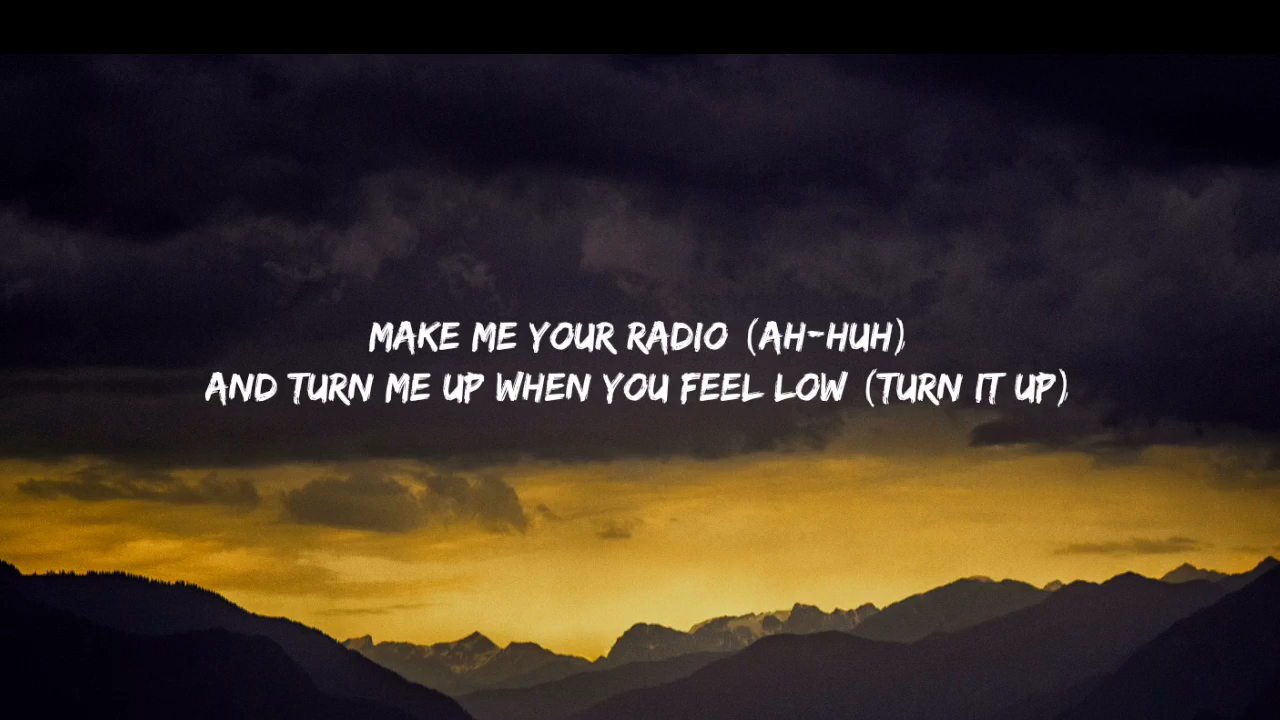 MAKE ME YOUR RADIO (AH-HUH)
AND TURN ME UP WHEN YOU FEEL LOW (TURN IT UP)